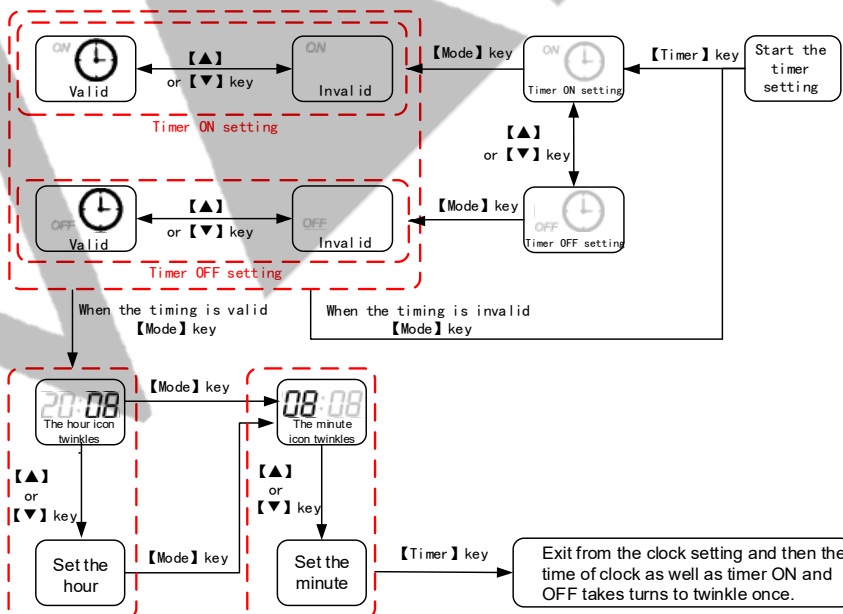 ON
Valid
【▲】
or【▼】key
ON
Invalid
【Mode】key
ON
Timer ON setting
【Timer】key
Start the
timer
setting
Timer ON setting
【▲】
or【▼】key
OFF
Valid
【▲】
or【▼】key
OFF
Invalid
【Mode】key
OFF
Timer OFF setting
Timer OFF setting
When the timing is valid
【Mode】key
When the timing is invalid
【Mode】key
20:08
The hour icon
twinkles
【Mode】key
08:08
The minute
icon twinkles
【▲】
or
【▼】key
【▲】
or
【▼】key
Set the
hour
【Mode】key
Set the
minute
【Timer】key
Exit from the clock setting and then the
time of clock as well as timer ON and
OFF takes turns to twinkle once.